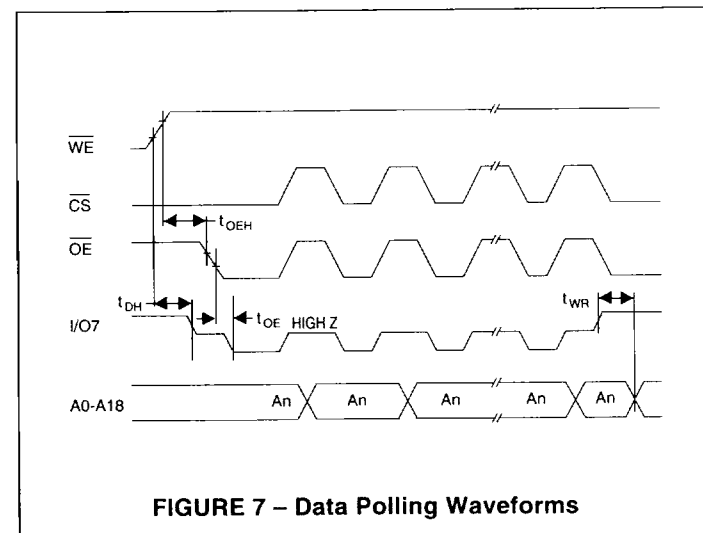 WE
CS
tOEH
OE
tDH
tOE
HIGH Z
tWR
I/O7
A0-A18
An
An
An
An
An
FIGURE 7 – Data Polling Waveforms